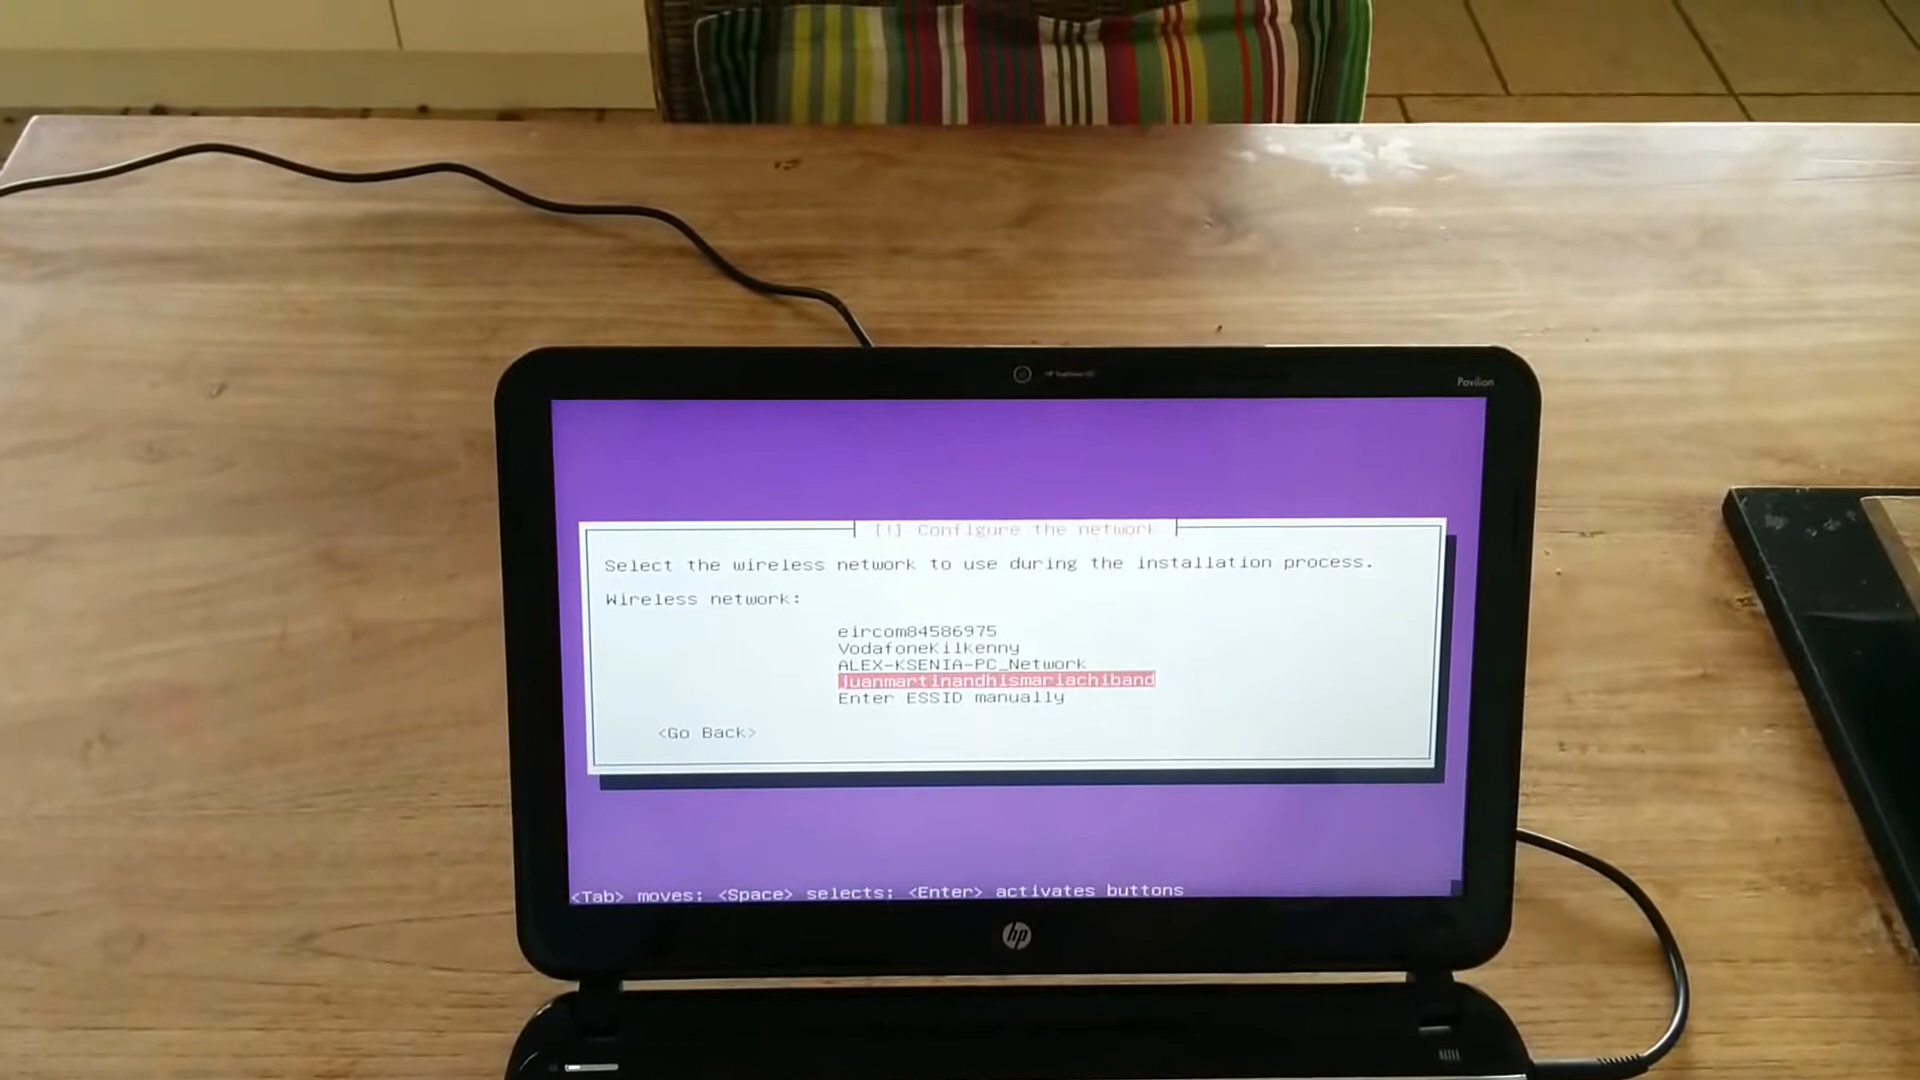 Pavilion
[!] Configure the network
Select the wireless network to use during the installation process.
Wireless network:
eircom84586975
VodafoneKilkenny
ALEX-KSENIA-PC_Network
juanmartinandhismariachiband
Enter ESSID manually
<Go Back>
<Tab> moves; <Space> selects; <Enter> activates buttons
hp